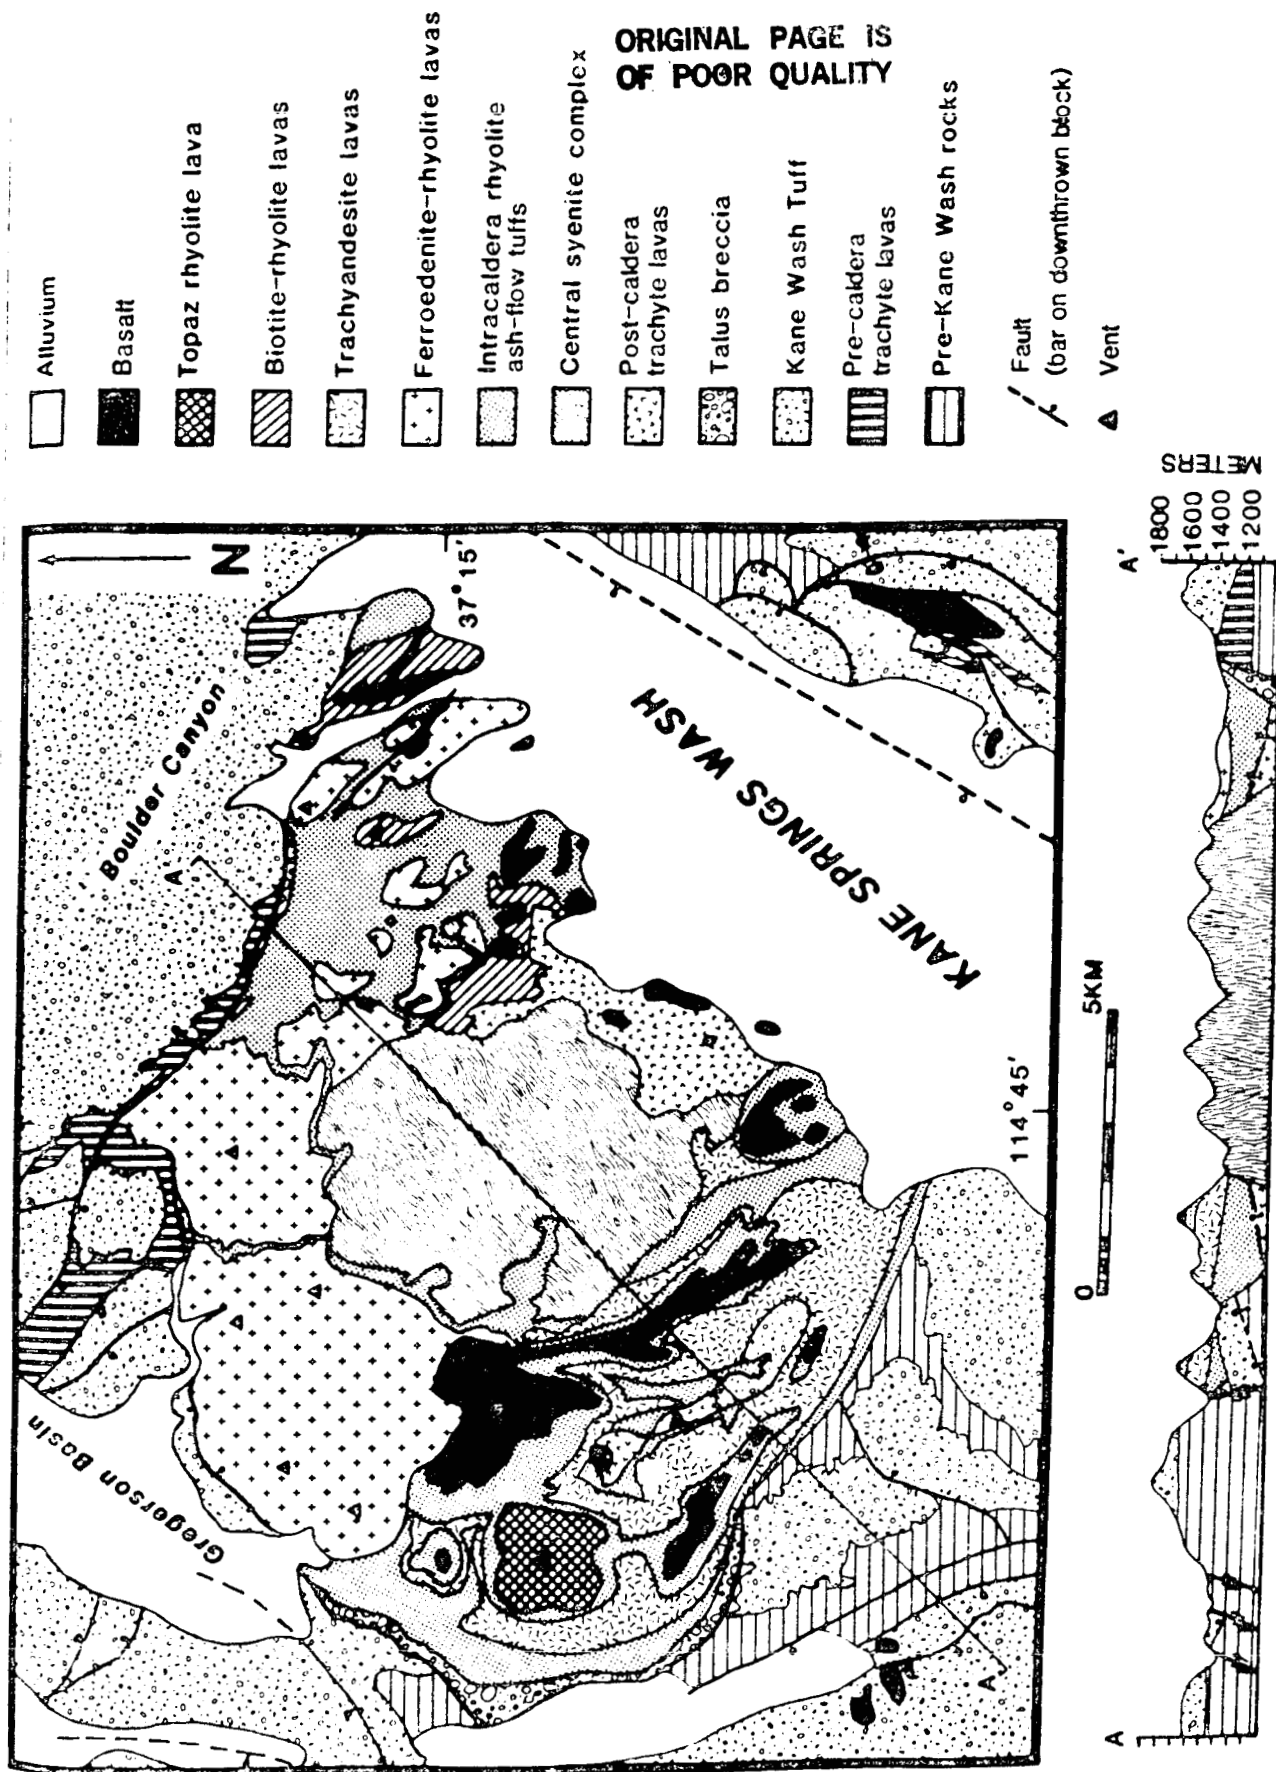 ORIGINAL PAGE IS
OF POOR QUALITY
Alluvium
Basalt
Topaz rhyolite lava
Biotite-rhyolite lavas
Trachyandesite lavas
Ferroedenite-rhyolite lavas
Intracaldera rhyolite
ash-flow tuffs
Central syenite complex
Post-caldera
trachyte lavas
Talus breccia
Kane Wash Tuff
Pre-caldera
trachyte lavas
Pre-Kane Wash rocks
Fault
(bar on downthrown block)
Vent
N
37°15'
Boulder Canyon
A'
KANE SPRINGS WASH
Gregerson Basin
A
114°45'
0
5KM
A
A'
METERS
1800
1600
1400
1200